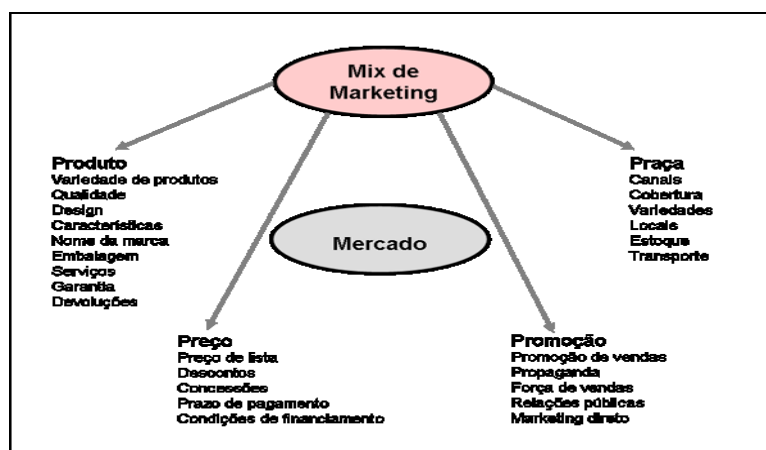 Mix de
Marketing
Produto
Variedade de produtos
Qualidade
Design
Características
Nome da marca
Embalagem
Serviços
Garantia
Devoluções
Praça
Canais
Cobertura
Variedades
Locais
Estoque
Transporte
Mercado
Preço
Preço de lista
Descontos
Concessões
Prazo de pagamento
Condições de financiamento
Promoção
Promoção de vendas
Propaganda
Força de vendas
Relações públicas
Marketing direto